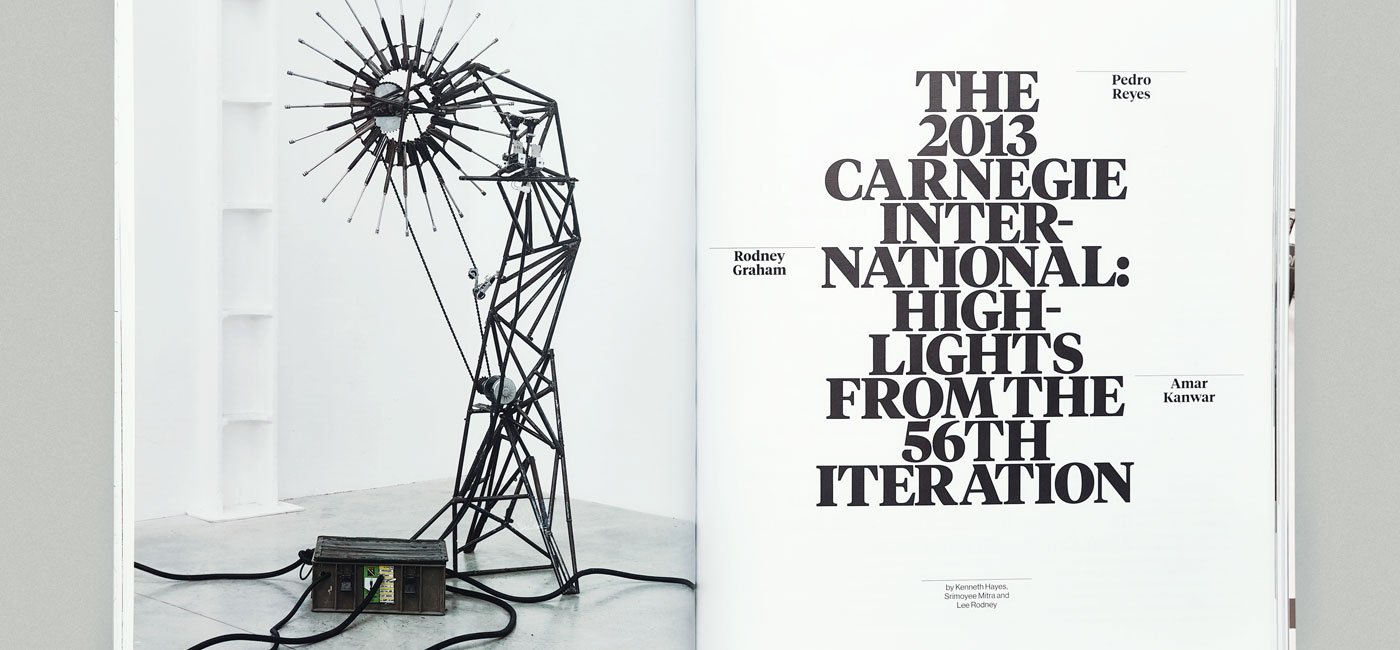 THE
2013
CARNEGIE
INTER-
NATIONAL:
HIGH-
LIGHTS
FROM THE
56TH
ITERATION
Pedro
Reyes
Rodney
Graham
Amar
Kanwar
by Kenneth Hayes,
Srimoyee Mitra and
Lee Rodney